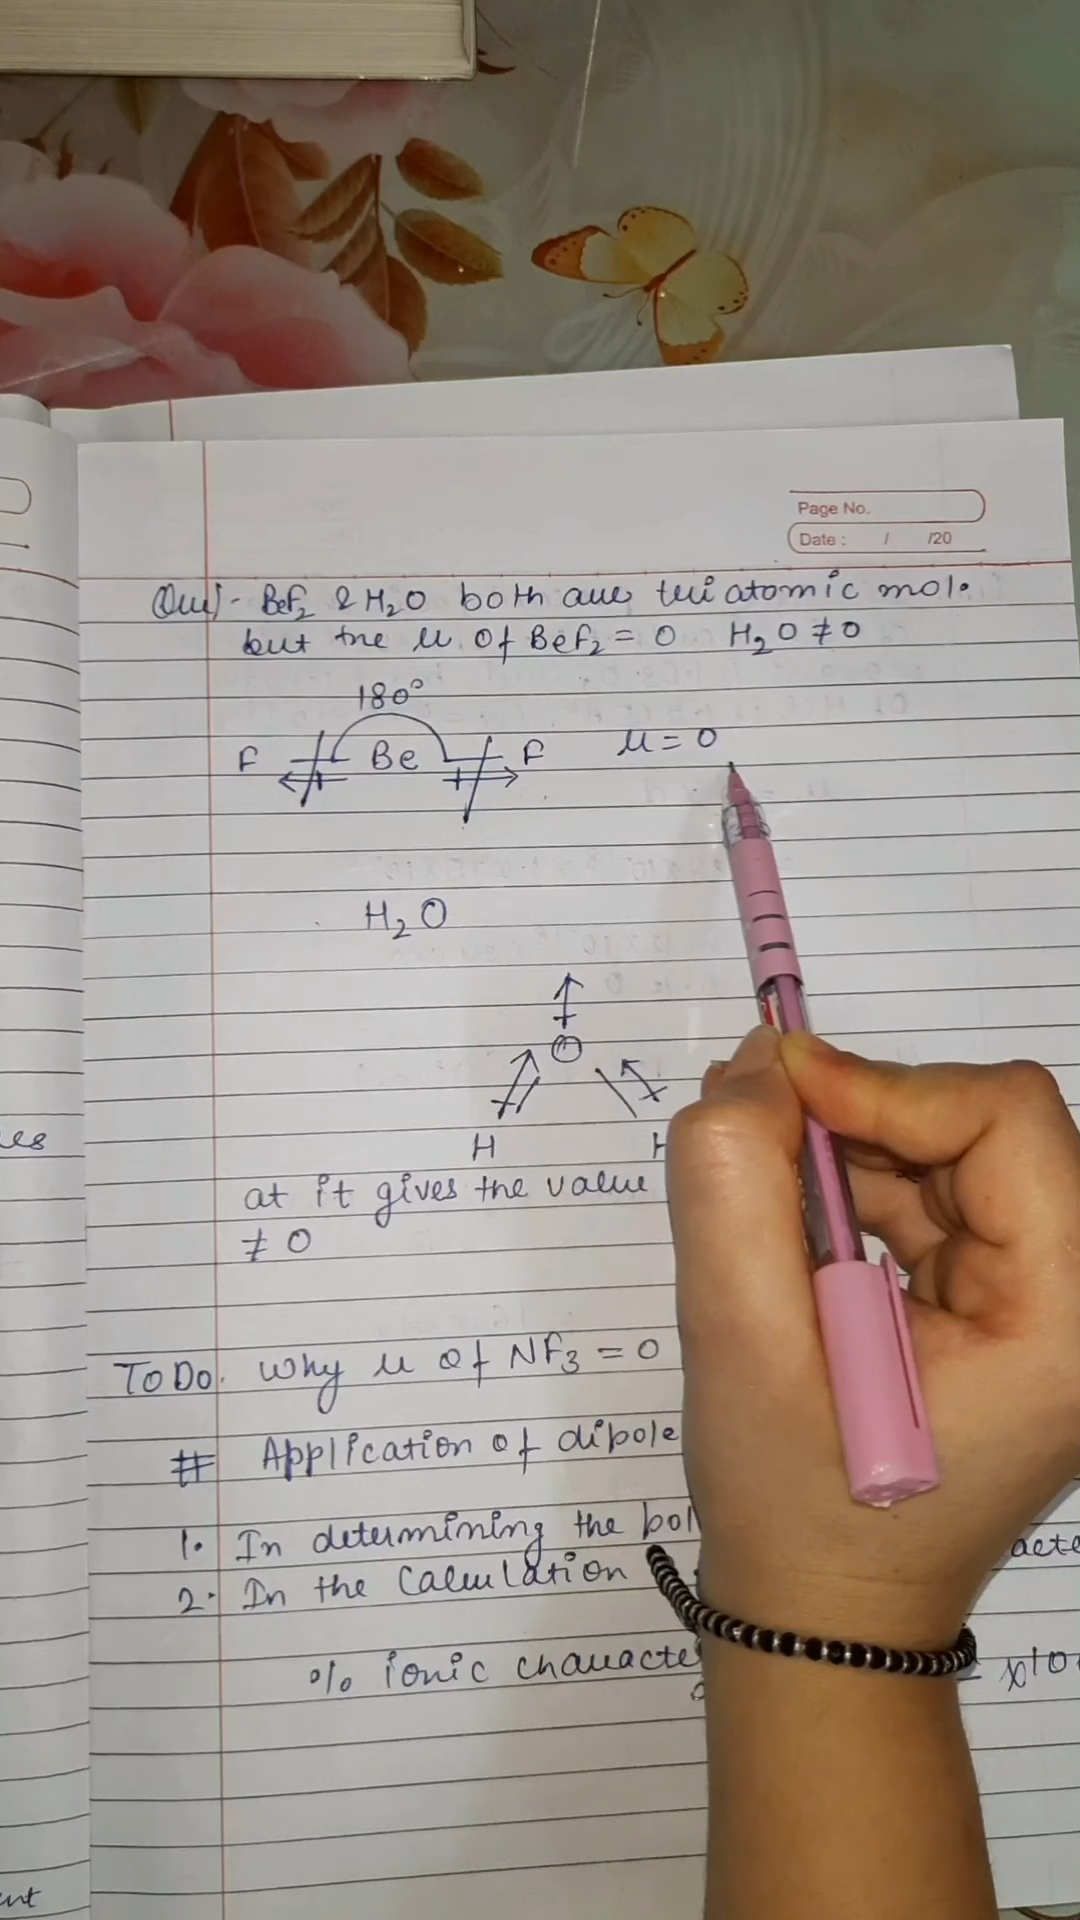 Page No.
Date : / /20
Que)- BeF₂ & H₂O both are triatomic mol.
but the μ of BeF₂ = 0 H₂O ≠ 0
180°
F Be F μ = 0
H₂O
O
H H
at it gives the value
≠ 0
To Do. Why μ of NF₃ = 0
# Application of dipole
1. In determining the
2. In the Calculation
% ionic
x10